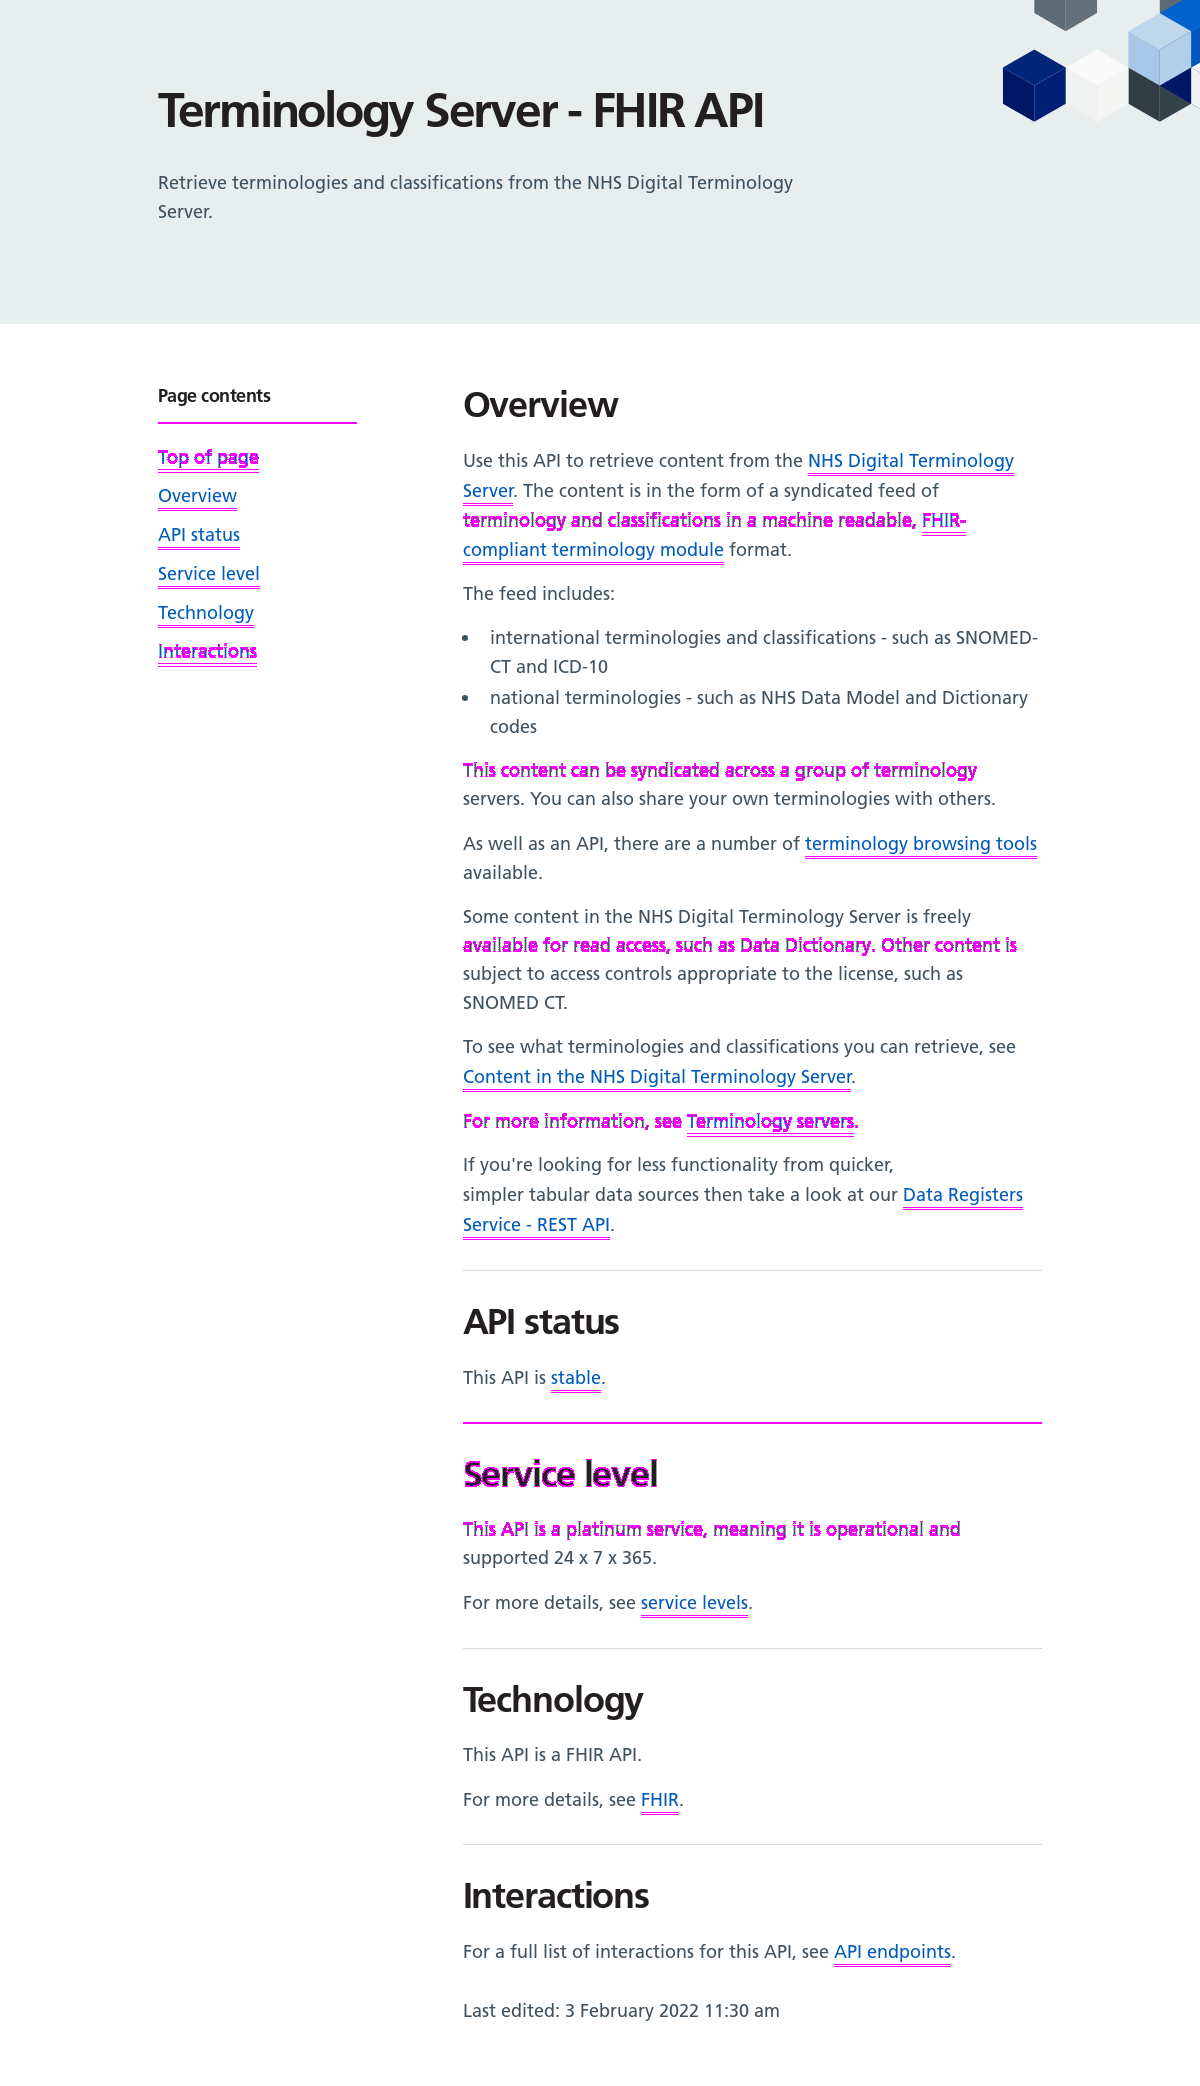 Terminology Server - FHIR API
Retrieve terminologies and classifications from the NHS Digital Terminology
Server.
Page contents
Top of page
Overview
API status
Service level
Technology
Interactions
Overview
Use this API to retrieve content from the NHS Digital Terminology
Server. The content is in the form of a syndicated feed of
terminology and classifications in a machine readable, FHIR-
compliant terminology module format.
The feed includes:
• international terminologies and classifications - such as SNOMED-
CT and ICD-10
• national terminologies - such as NHS Data Model and Dictionary
codes
This content can be syndicated across a group of terminology
servers. You can also share your own terminologies with others.
As well as an API, there are a number of terminology browsing tools
available.
Some content in the NHS Digital Terminology Server is freely
available for read access, such as Data Dictionary. Other content is
subject to access controls appropriate to the license, such as
SNOMED CT.
To see what terminologies and classifications you can retrieve, see
Content in the NHS Digital Terminology Server.
For more information, see Terminology servers.
If you're looking for less functionality from quicker,
simpler tabular data sources then take a look at our Data Registers
Service - REST API.
API status
This API is stable.
Service level
This API is a platinum service, meaning it is operational and
supported 24 x 7 x 365.
For more details, see service levels.
Technology
This API is a FHIR API.
For more details, see FHIR.
Interactions
For a full list of interactions for this API, see API endpoints.
Last edited: 3 February 2022 11:30 am